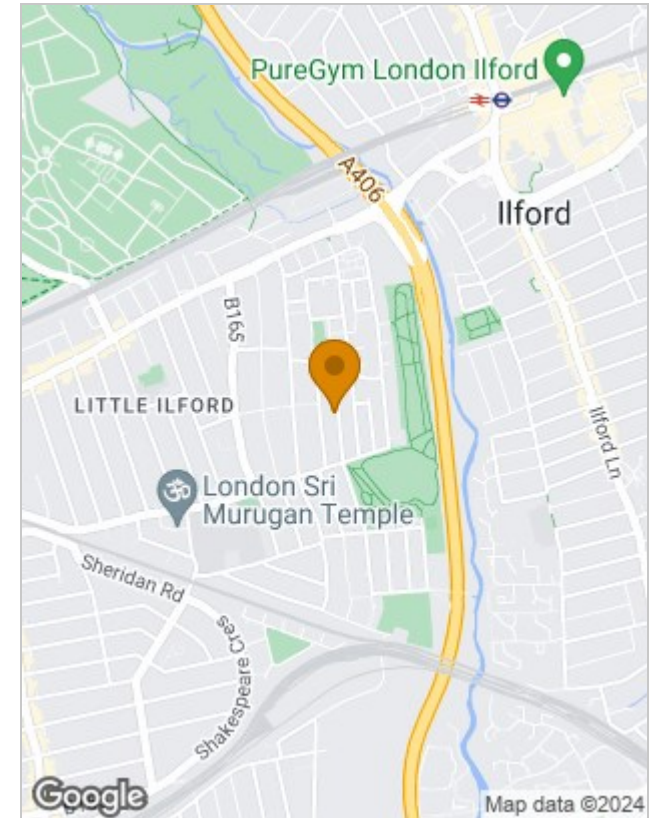 PureGym London Ilford
A406
Ilford
B165
LITTLE ILFORD
Ilford Ln
London Sri
Murugan Temple
Sheridan Rd
Shakespeare Cres
Google
Map data ©2024